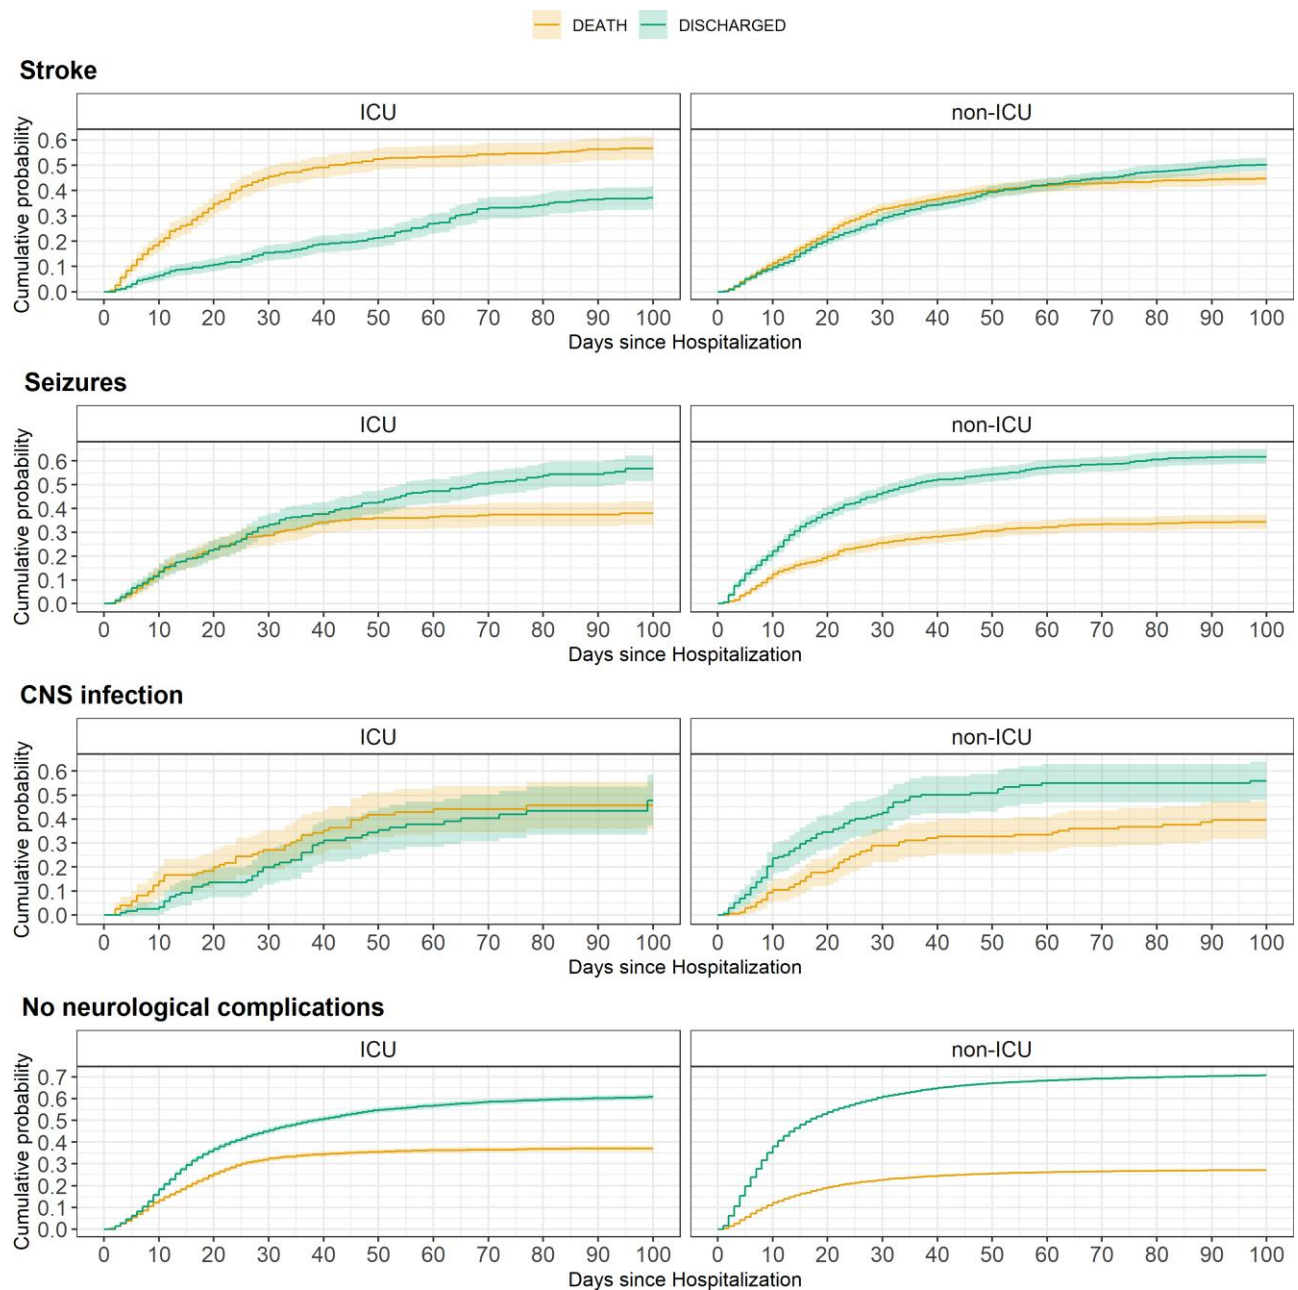 DEATH DISCHARGED
Stroke
ICU non-ICU
Cumulative probability
0.6
0.5
0.4
0.3
0.2
0.1
0.0
0 10 20 30 40 50 60 70 80 90 100 0 10 20 30 40 50 60 70 80 90 100
Days since Hospitalization
Seizures
ICU non-ICU
Cumulative probability
0.6
0.5
0.4
0.3
0.2
0.1
0.0
0 10 20 30 40 50 60 70 80 90 100 0 10 20 30 40 50 60 70 80 90 100
Days since Hospitalization
CNS infection
ICU non-ICU
Cumulative probability
0.6
0.5
0.4
0.3
0.2
0.1
0.0
0 10 20 30 40 50 60 70 80 90 100 0 10 20 30 40 50 60 70 80 90 100
Days since Hospitalization
No neurological complications
ICU non-ICU
Cumulative probability
0.7
0.6
0.5
0.4
0.3
0.2
0.1
0.0
0 10 20 30 40 50 60 70 80 90 100 0 10 20 30 40 50 60 70 80 90 100
Days since Hospitalization